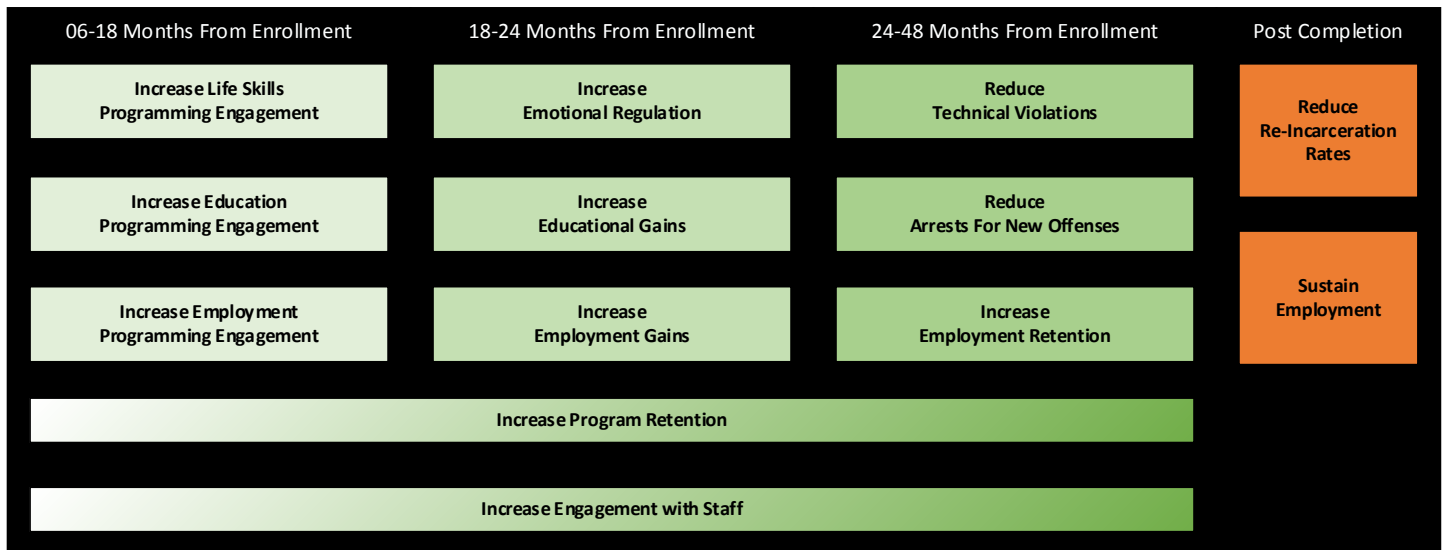 06-18 Months From Enrollment
18-24 Months From Enrollment
24-48 Months From Enrollment
Post Completion
Increase Life Skills
Programming Engagement
Increase
Emotional Regulation
Reduce
Technical Violations
Reduce
Re-Incarceration
Rates
Increase Education
Programming Engagement
Increase
Educational Gains
Reduce
Arrests For New Offenses
Sustain
Employment
Increase Employment
Programming Engagement
Increase
Employment Gains
Increase
Employment Retention
Increase Program Retention
Increase Engagement with Staff